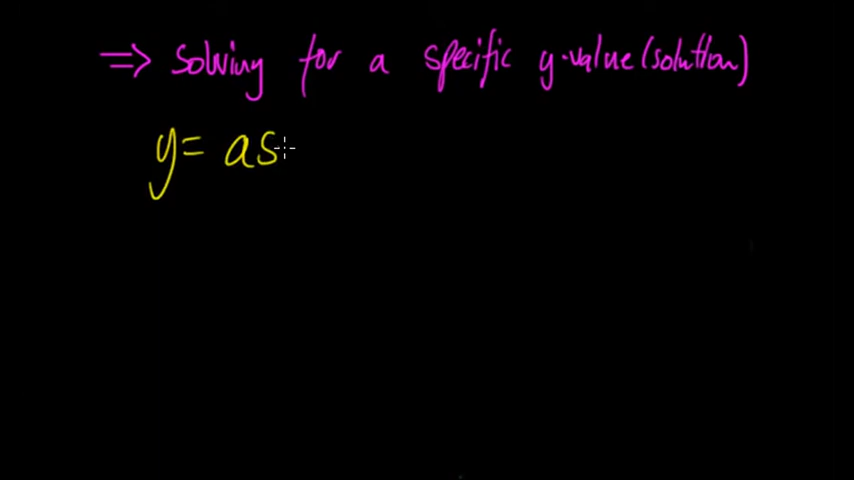 ⇒ Solving for a specific y-value (solution)
y = as